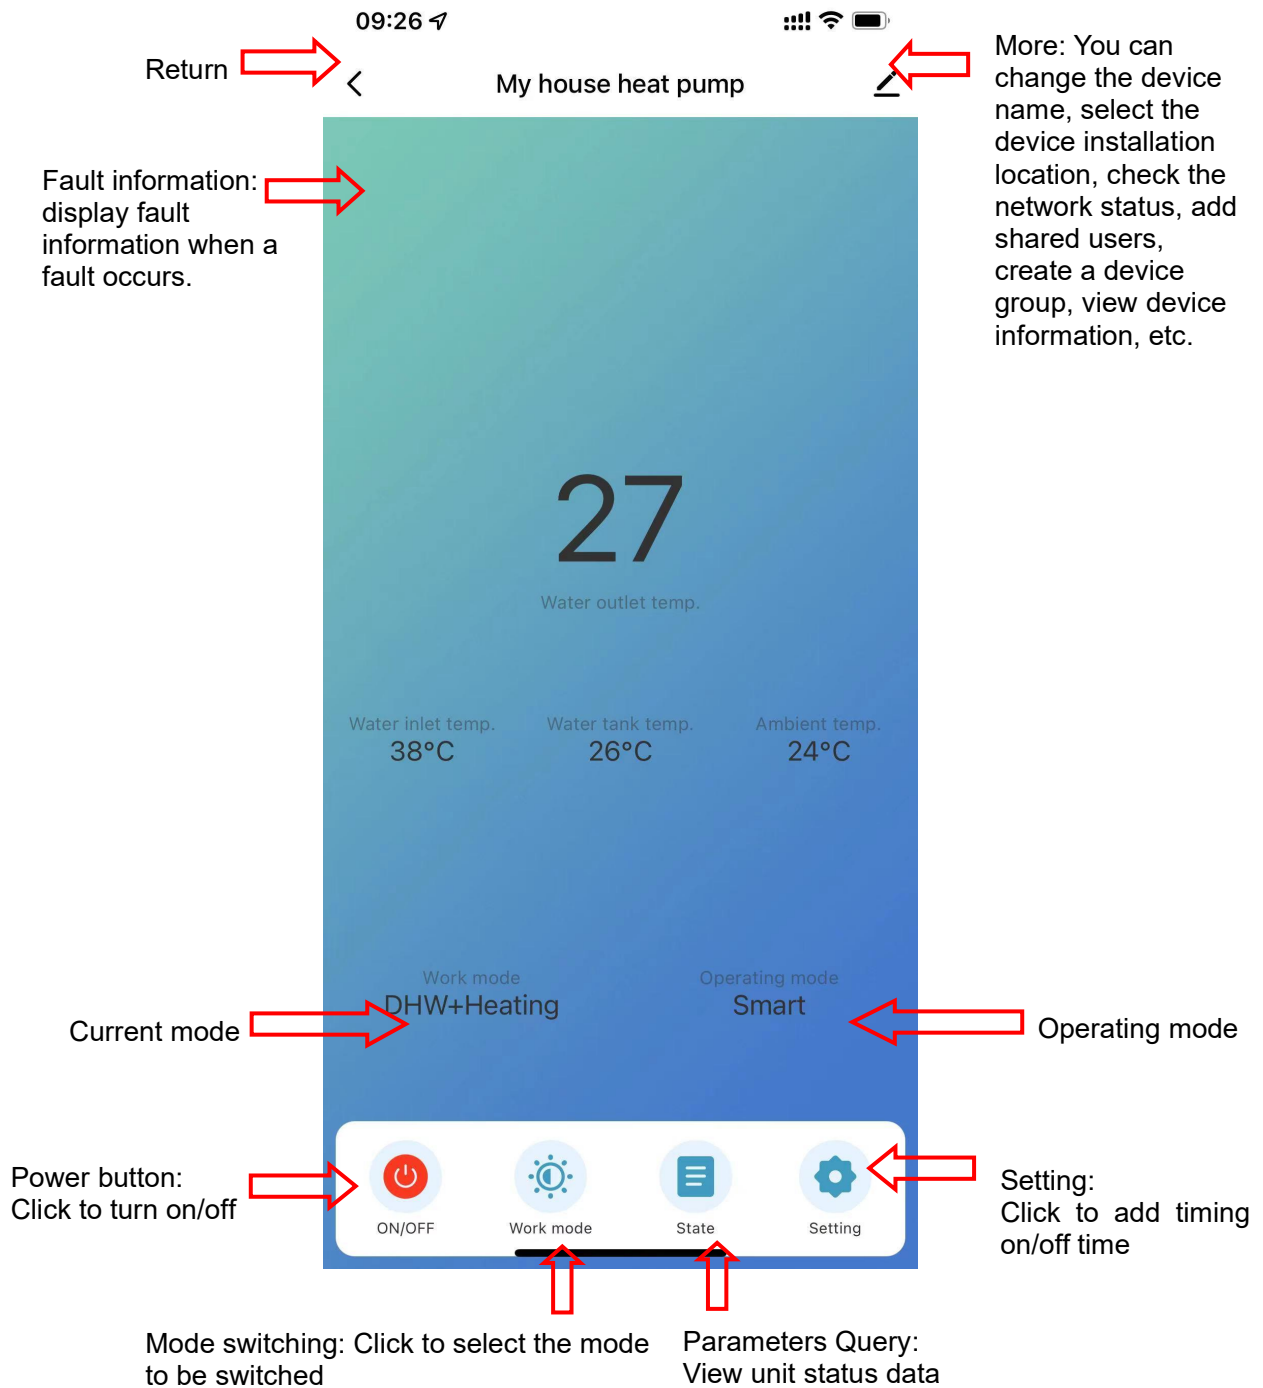 09:26
Return
My house heat pump
More: You can
change the device
name, select the
device installation
location, check the
network status, add
shared users,
create a device
group, view device
information, etc.
Fault information:
display fault
information when a
fault occurs.
27
Water outlet temp.
Water inlet temp.
38°C
Water tank temp.
26°C
Ambient temp.
24°C
Work mode
DHW+Heating
Operating mode
Smart
Current mode
Operating mode
Power button:
Click to turn on/off
ON/OFF
Work mode
State
Setting
Setting:
Click to add timing
on/off time
Mode switching: Click to select the mode
to be switched
Parameters Query:
View unit status data